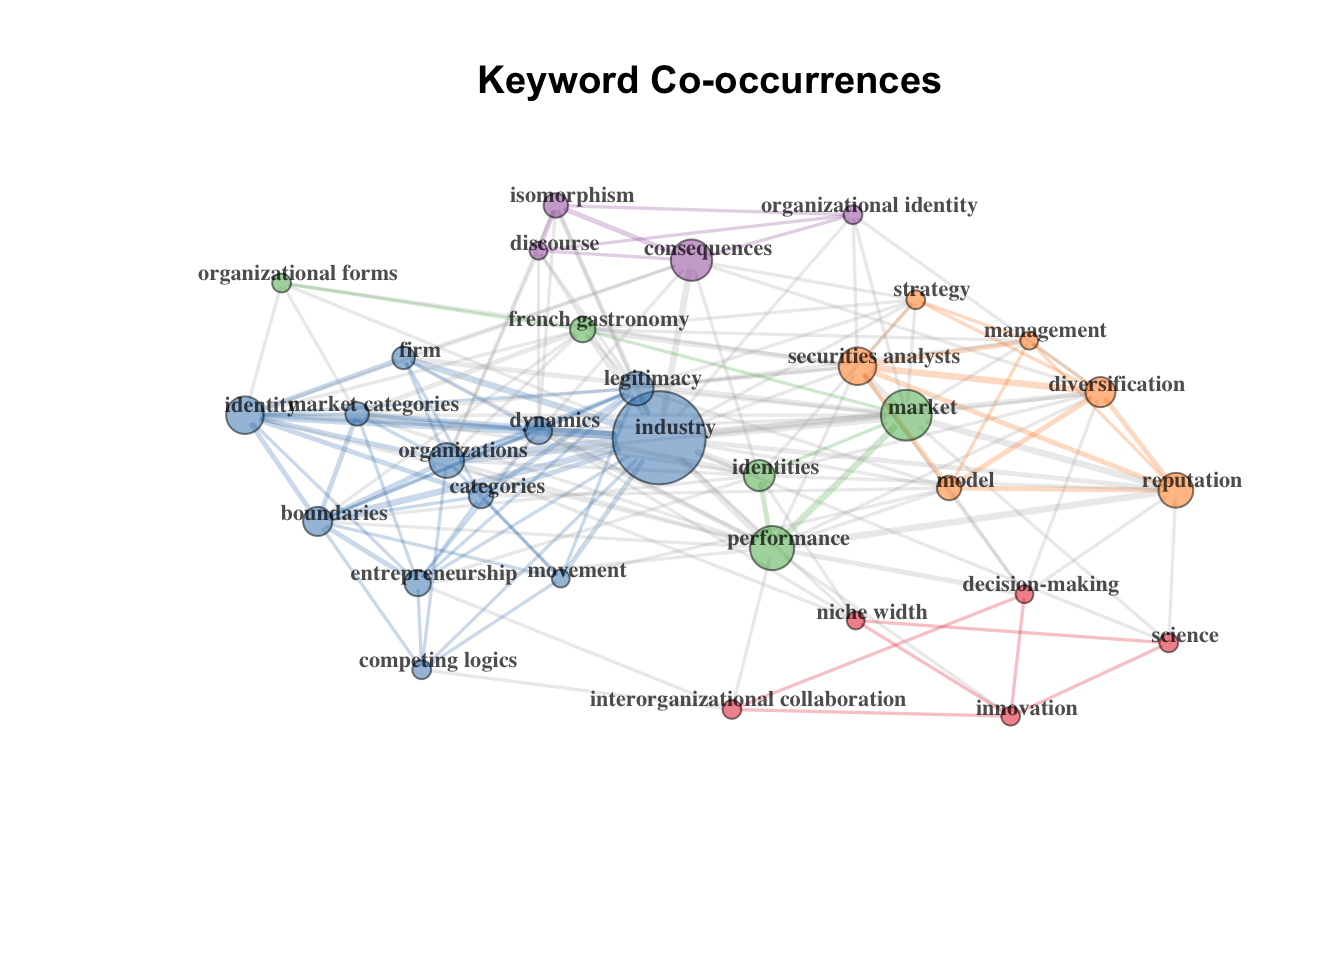 Keyword Co-occurrences
isomorphism
organizational identity
discourse
consequences
organizational forms
strategy
french gastronomy
management
firm
securities analysts
legitimacy
diversification
identity
market categories
market
dynamics
industry
organizations
identities
categories
model
reputation
boundaries
performance
entrepreneurship
movement
decision-making
niche width
science
competing logics
interorganizational collaboration
innovation